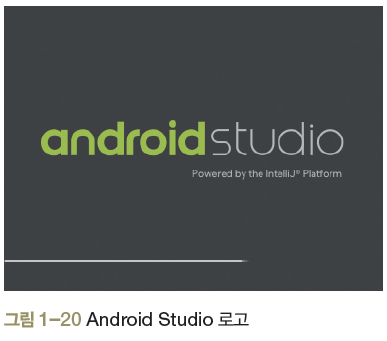 androidstudio
Powered by the IntelliJ® Platform
그림 1-20 Android Studio 로고